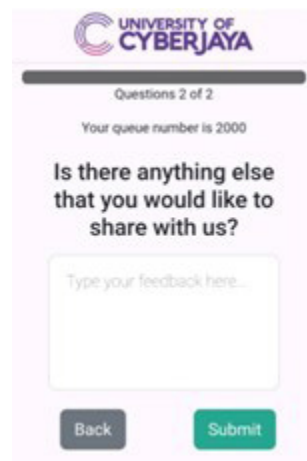 UNIVERSITY OF
CYBERJAYA
Questions 2 of 2
Your queue number is 2000
Is there anything else
that you would like to
share with us?
Type your feedback here...
Back
Submit